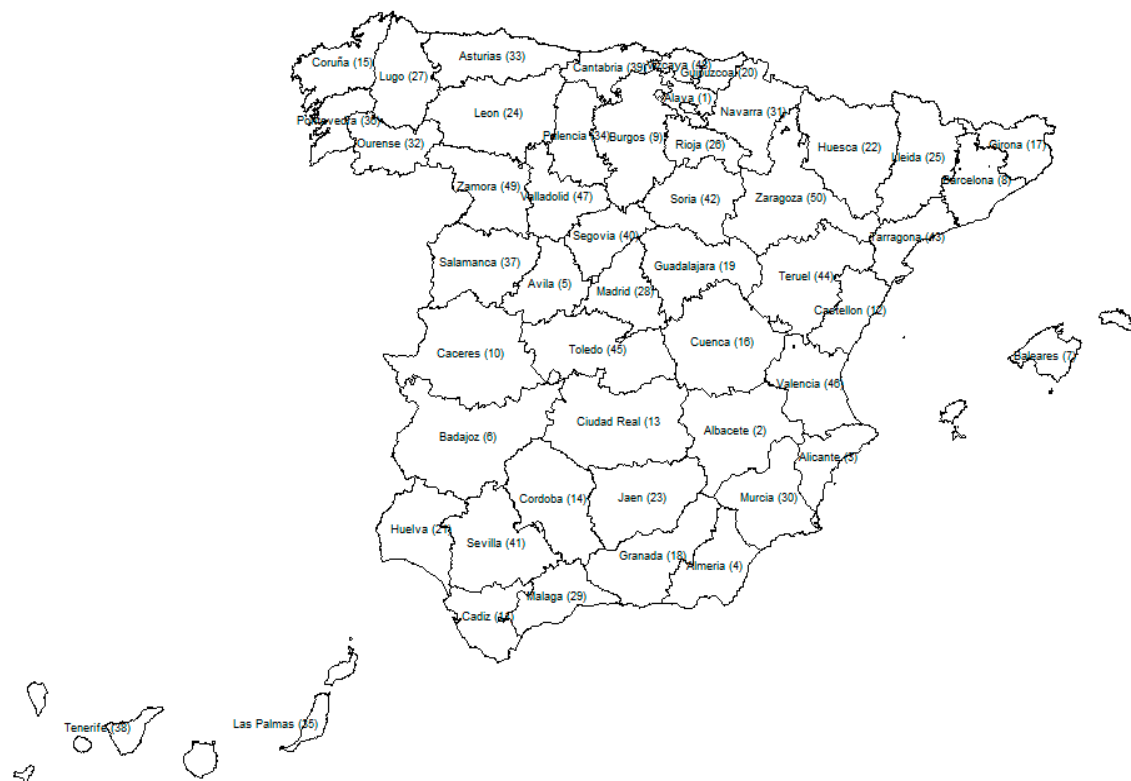 Asturias (33)
Coruña (15)
Cantabria (39)
Vizcaya (48)
Guipuzcoal (20)
Lugo (27)
Alava (1)
Leon (24)
Navarra (31)
Pontevedra (36)
Palencia (34)
Burgos (9)
Ourense (32)
Rioja (26)
Huesca (22)
Lleida (25)
Girona (17)
Barcelona (8)
Zamora (49)
Valladolid (47)
Soria (42)
Zaragoza (50)
Segovia (40)
Tarragona (43)
Salamanca (37)
Guadalajara (19
Teruel (44)
Avila (5)
Madrid (28)
Castellon (12)
Cuenca (16)
Toledo (45)
Caceres (10)
Baleares (7)
Valencia (46)
Ciudad Real (13
Albacete (2)
Badajoz (6)
Alicante (3)
Cordoba (14)
Jaen (23)
Murcia (30)
Huelva (21)
Sevilla (41)
Granada (18)
Almeria (4)
Malaga (29)
Cadiz (11)
Las Palmas (35)
Tenerife (38)